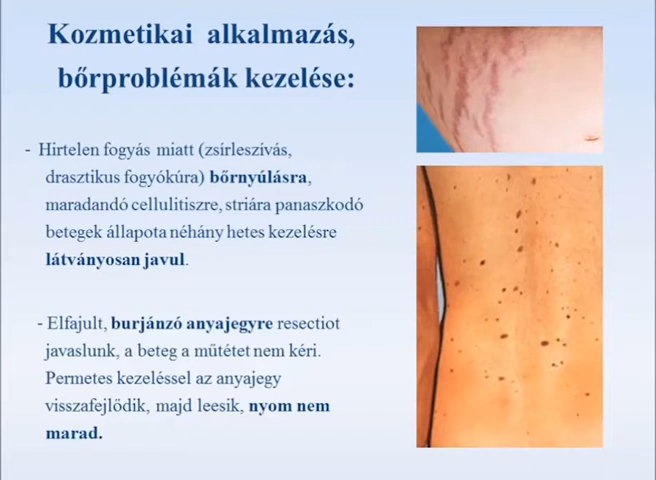 Kozmetikai alkalmazás,
bőrproblémák kezelése:
- Hirtelen fogyás miatt (zsírleszívás,
drasztikus fogyókúra) bőrnyúlásra,
maradandó cellulitiszre, striára panaszkodó
betegek állapota néhány hetes kezelésre
látványosan javul.
- Elfajult, burjánzó anyajegyre resectiot
javaslunk, a beteg a műtétet nem kéri.
Permetes kezeléssel az anyajegy
visszafejlődik, majd leesik, nyom nem
marad.